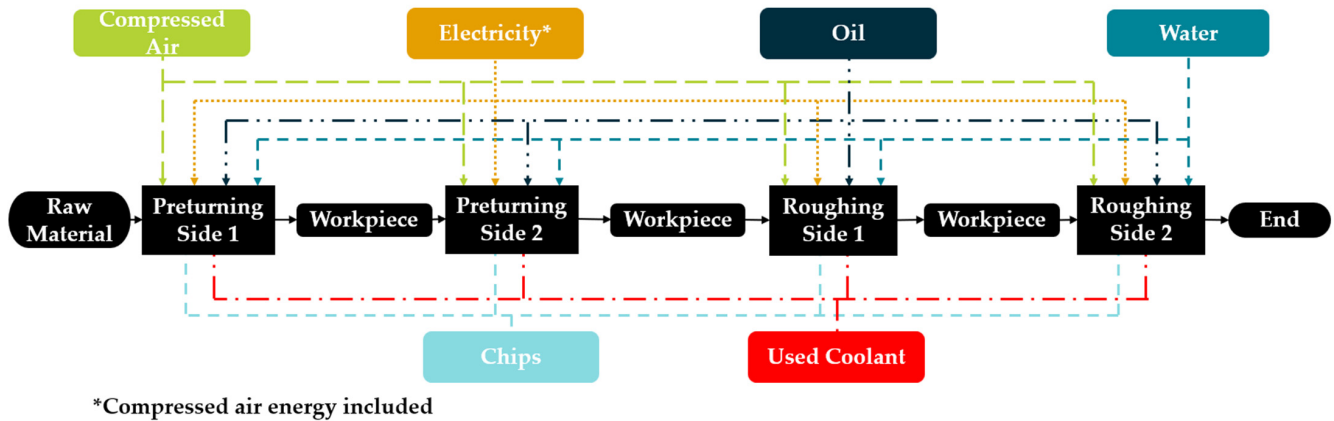 Compressed
Air
Electricity*
Oil
Water
Raw
Material
Preturning
Side 1
Workpiece
Preturning
Side 2
Workpiece
Roughing
Side 1
Workpiece
Roughing
Side 2
End
Chips
Used Coolant
*Compressed air energy included